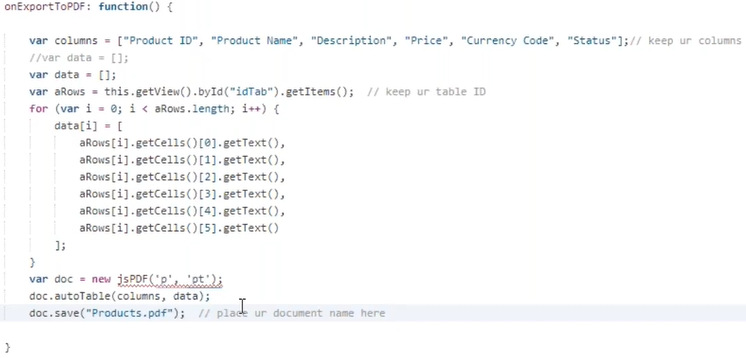 onExportToPDF: function() {
var columns = ["Product ID", "Product Name", "Description", "Price", "Currency Code", "Status"];// keep ur columns
//var data = [];
var data = [];
var aRows = this.getView().byId("idTab").getItems();  // keep ur table ID
for (var i = 0; i < aRows.length; i++) {
data[i] = [
aRows[i].getCells()[0].getText(),
aRows[i].getCells()[1].getText(),
aRows[i].getCells()[2].getText(),
aRows[i].getCells()[3].getText(),
aRows[i].getCells()[4].getText(),
aRows[i].getCells()[5].getText()
];
}
var doc = new jsPDF('p', 'pt');
doc.autoTable(columns, data);
doc.save("Products.pdf");  // place ur document name here
}